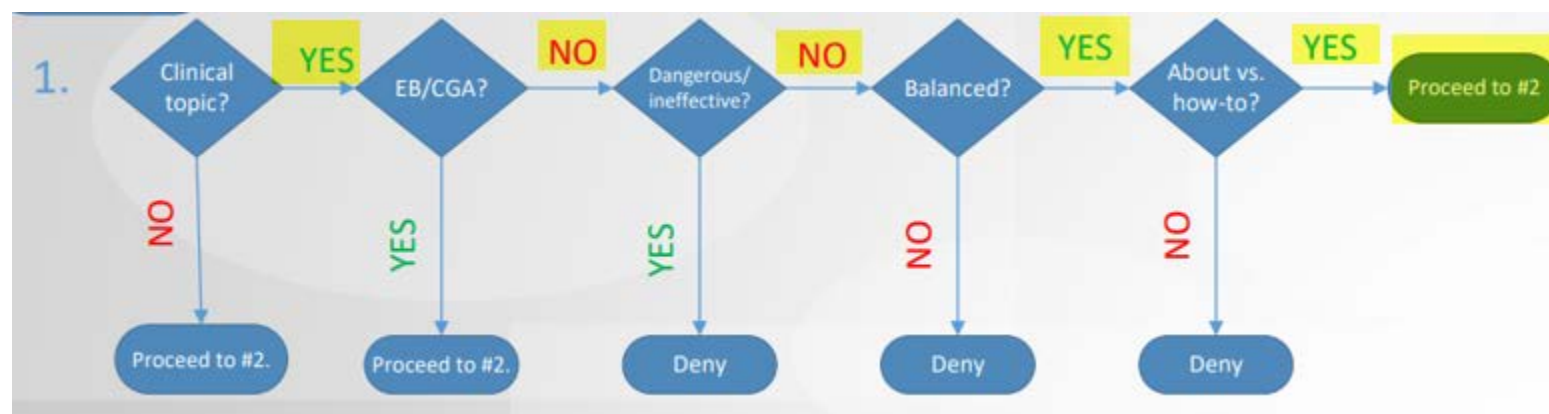 1.
Clinical
topic?
YES
EB/CGA?
NO
Dangerous/
ineffective?
NO
Balanced?
YES
About vs.
how-to?
YES
Proceed to #2
NO
YES
YES
NO
NO
Proceed to #2.
Proceed to #2.
Deny
Deny
Deny